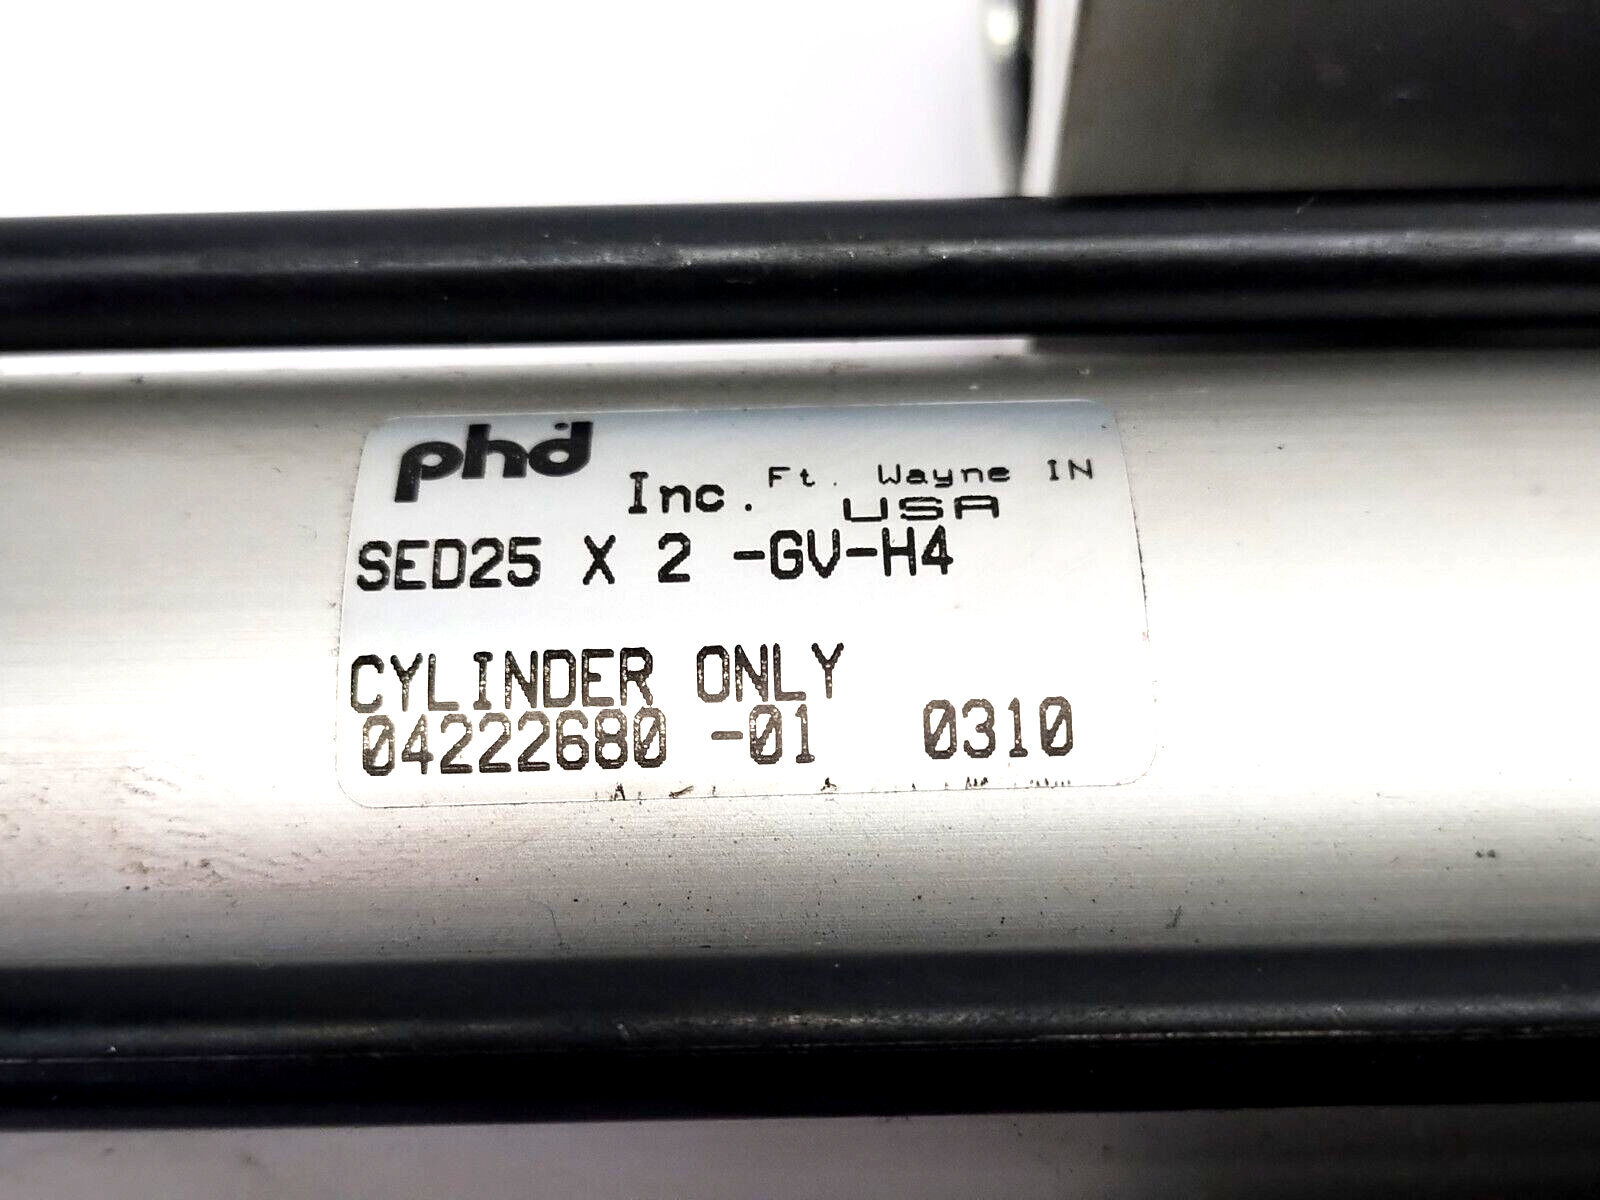 phd Inc. Ft. Wayne IN
USA
SED25 X 2 -GV-H4
CYLINDER ONLY
04222680 -01 0310